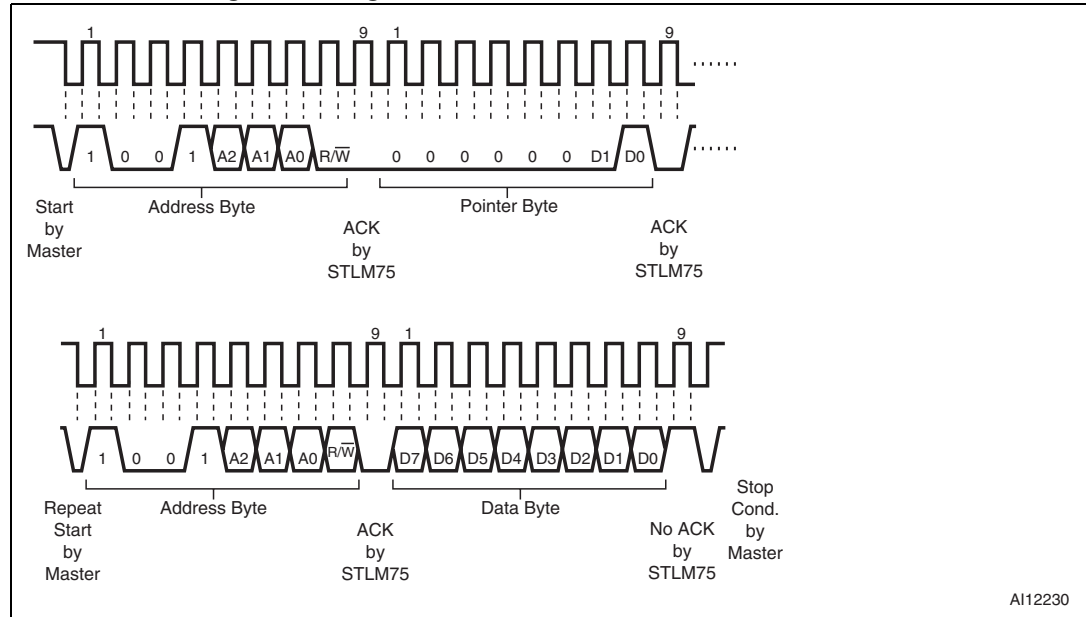 1 9 1 9
1 0 0 1 A2 A1 A0 R/W̅ 0 0 0 0 0 0 D1 D0
Address Byte Pointer Byte
Start
by
Master
ACK
by
STLM75
ACK
by
STLM75
1 9 1 9
1 0 0 1 A2 A1 A0 R/W̅ D7 D6 D5 D4 D3 D2 D1 D0
Address Byte Data Byte
Repeat
Start
by
Master
ACK
by
STLM75
No ACK
by
STLM75
Stop
Cond.
by
Master
AI12230